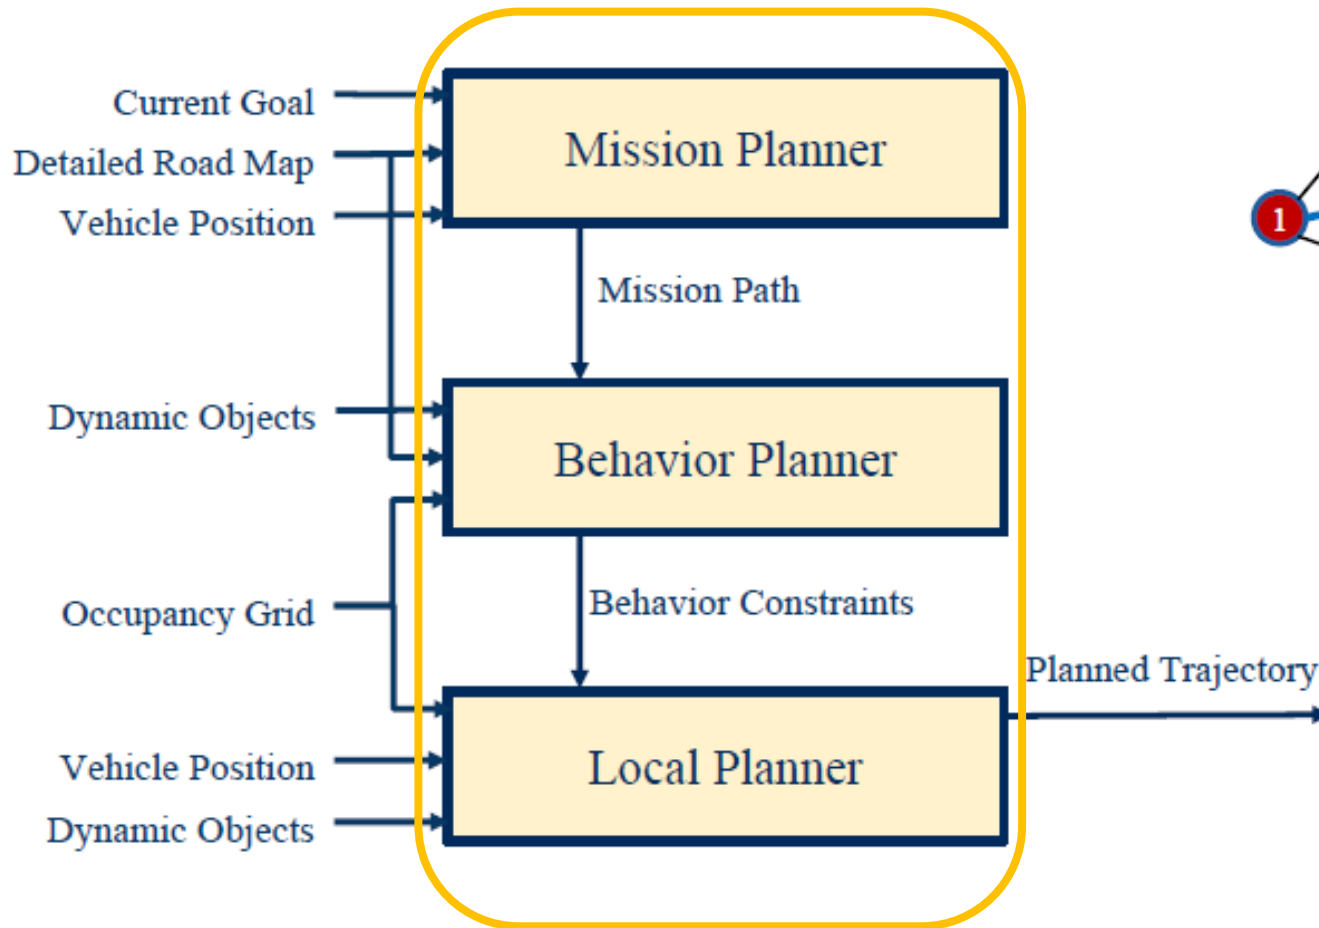 Current Goal
Detailed Road Map
Vehicle Position
Mission Planner
1
Mission Path
Dynamic Objects
Behavior Planner
Occupancy Grid
Behavior Constraints
Planned Trajectory
Vehicle Position
Dynamic Objects
Local Planner